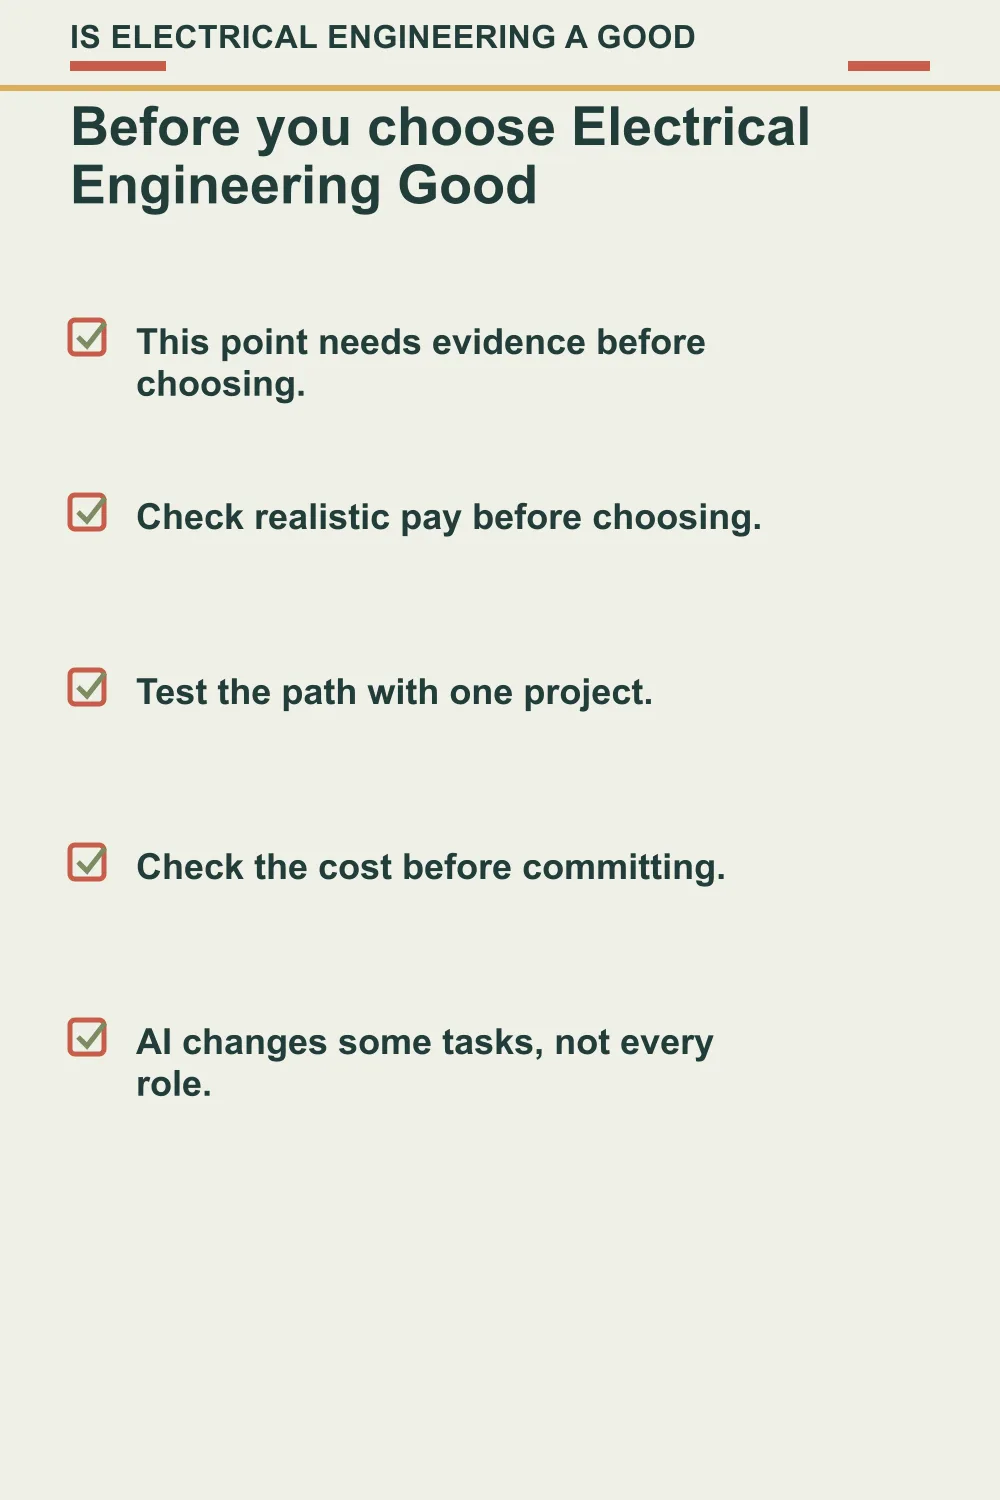 IS ELECTRICAL ENGINEERING A GOOD
Before you choose Electrical
Engineering Good
This point needs evidence before
choosing.
Check realistic pay before choosing.
Test the path with one project.
Check the cost before committing.
AI changes some tasks, not every
role.